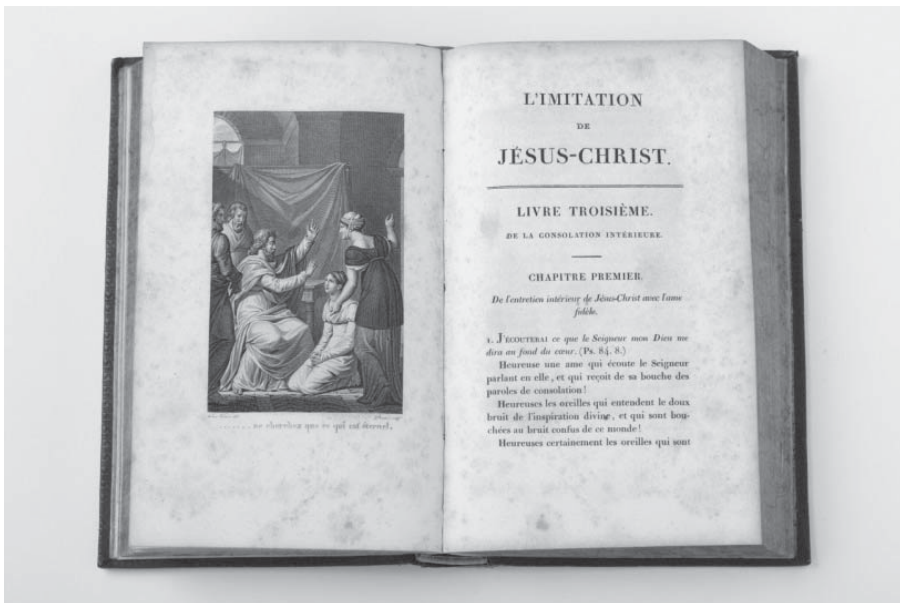 ........ ne cherchez que ce qui est éternel.
L'IMITATION
DE
JÉSUS-CHRIST.
LIVRE TROISIÈME.
DE LA CONSOLATION INTÉRIEURE.
CHAPITRE PREMIER.
De l'entretien intérieur de Jésus-Christ avec l'ame
fidèle.
1. J'ÉCOUTERAI ce que le Seigneur mon Dieu me
dira au fond du cœur. (Ps. 84. 8.)
Heureuse une ame qui écoute le Seigneur
parlant en elle, et qui reçoit de sa bouche des
paroles de consolation!
Heureuses les oreilles qui entendent le doux
bruit de l'inspiration divine, et qui sont bou-
chées au bruit confus de ce monde!
Heureuses certainement les oreilles qui sont